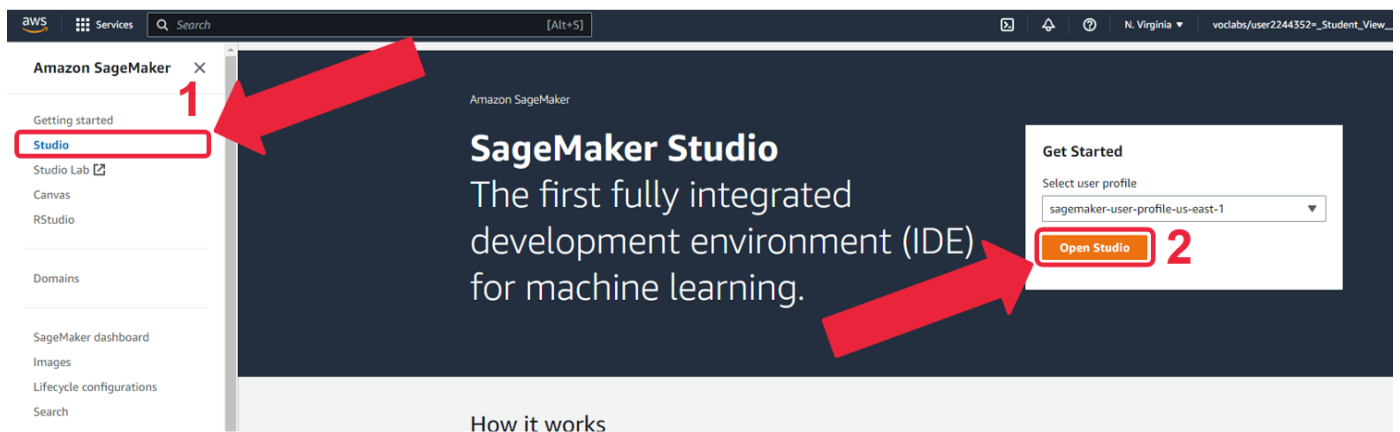 aws
Services
Search
[Alt+S]
N. Virginia
voclabs/user2244352=_Student_View_
Amazon SageMaker
1
Getting started
Studio
Studio Lab
Canvas
RStudio
Domains
SageMaker dashboard
Images
Lifecycle configurations
Search
Amazon SageMaker
SageMaker Studio
The first fully integrated
development environment (IDE)
for machine learning.
Get Started
Select user profile
sagemaker-user-profile-us-east-1
Open Studio
2
How it works